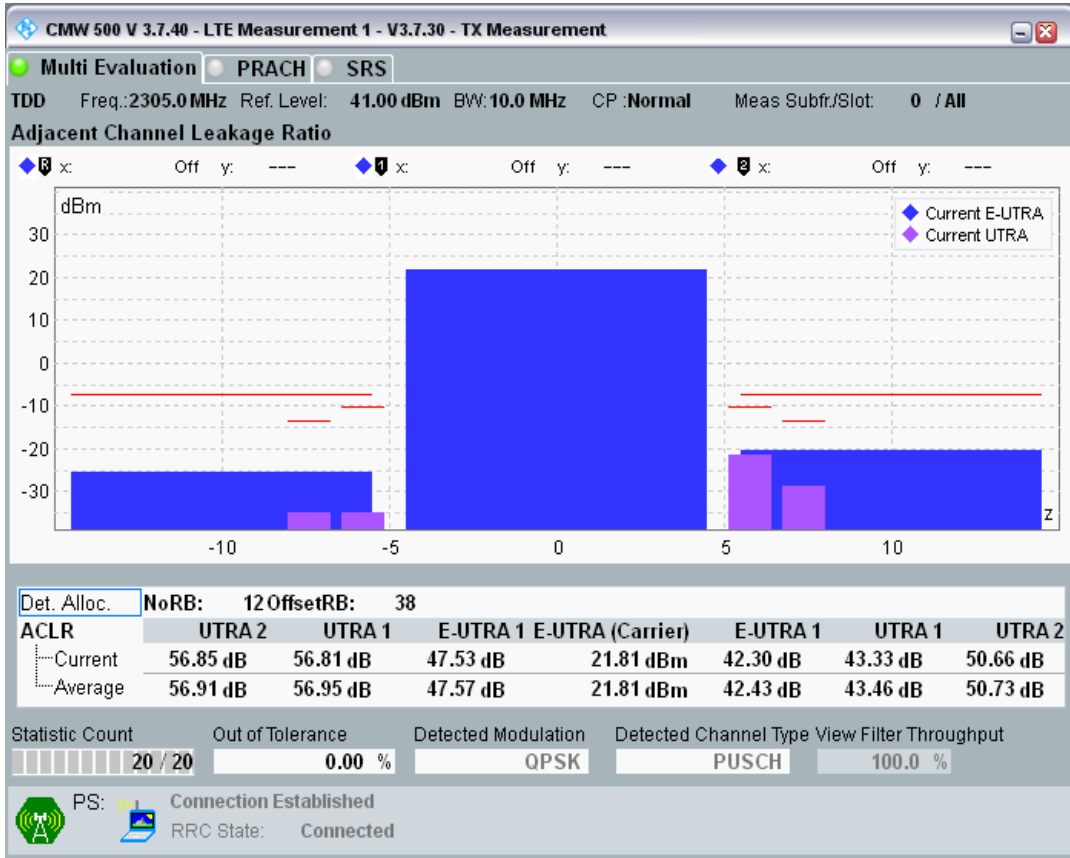 CMW 500 V 3.7.40 - LTE Measurement 1 - V3.7.30 - TX Measurement
Multi Evaluation PRACH SRS
TDD Freq.:2305.0 MHz Ref. Level: 41.00 dBm BW:10.0 MHz CP :Normal Meas Subfr./Slot: 0 / All
Adjacent Channel Leakage Ratio
R x: Off y: --- 1 x: Off y: --- 2 x: Off y: ---
dBm
Current E-UTRA
Current UTRA
30
20
10
0
-10
-20
-30
z
-10 -5 0 5 10
Det. Alloc. NoRB: 12 OffsetRB: 38
ACLR UTRA 2 UTRA 1 E-UTRA 1 E-UTRA (Carrier) E-UTRA 1 UTRA 1 UTRA 2
Current 56.85 dB 56.81 dB 47.53 dB 21.81 dBm 42.30 dB 43.33 dB 50.66 dB
Average 56.91 dB 56.95 dB 47.57 dB 21.81 dBm 42.43 dB 43.46 dB 50.73 dB
Statistic Count Out of Tolerance Detected Modulation Detected Channel Type View Filter Throughput
20 / 20 0.00 % QPSK PUSCH 100.0 %
PS: Connection Established
RRC State: Connected